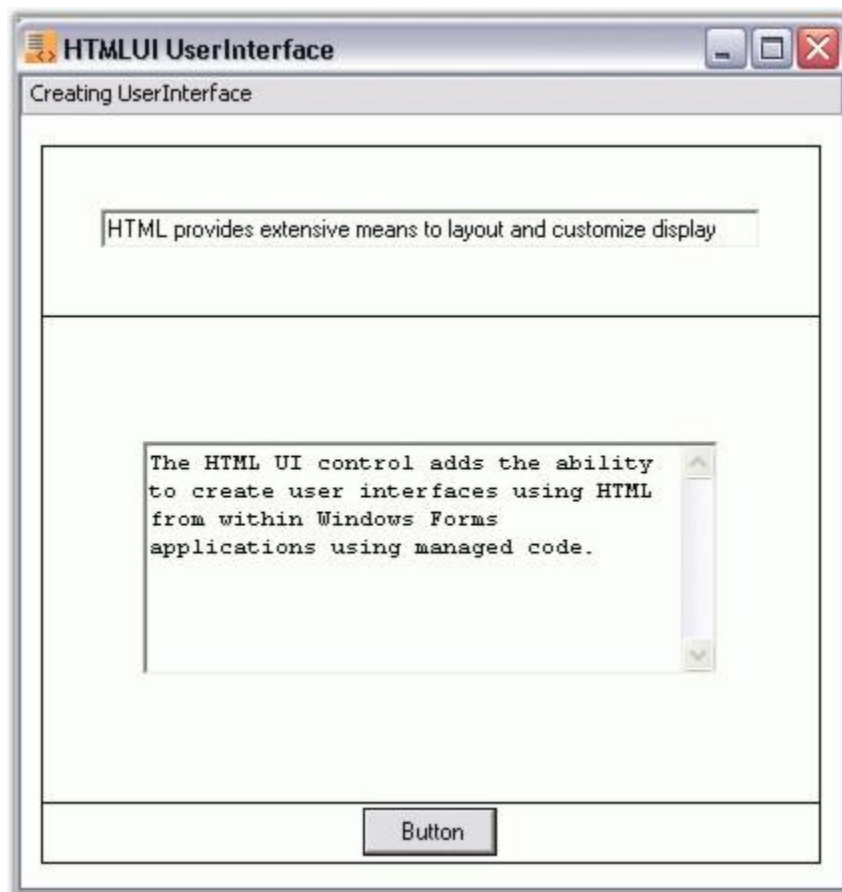 HTMLUI UserInterface
Creating UserInterface
HTML provides extensive means to layout and customize display
The HTML UI control adds the ability
to create user interfaces using HTML
from within Windows Forms
applications using managed code.
Button